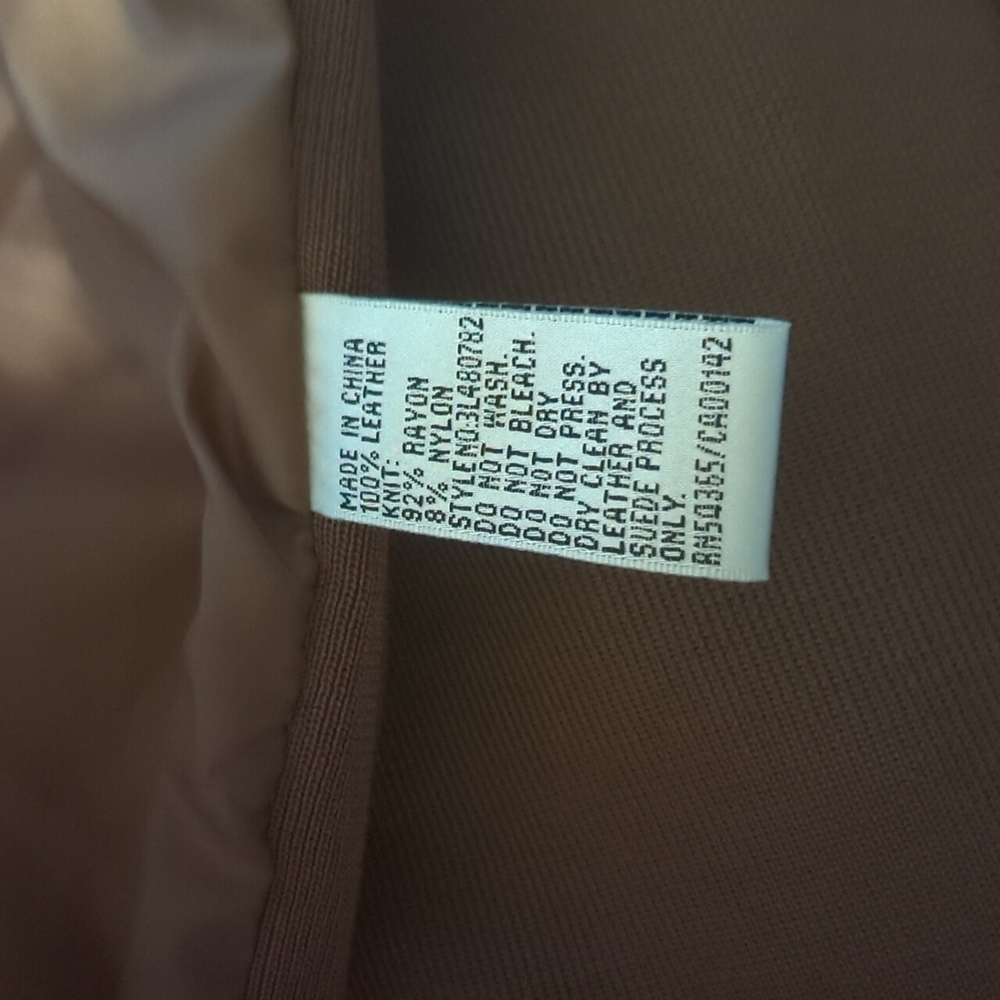 MADE IN CHINA
100% LEATHER
KNIT:
92% RAYON
8% NYLON
STYLENO:3L480782
DO NOT WASH.
DO NOT BLEACH.
DO NOT DRY
DO NOT PRESS.
DRY CLEAN BY
LEATHER AND
SUEDE PROCESS
ONLY.
RN54365/CA00142